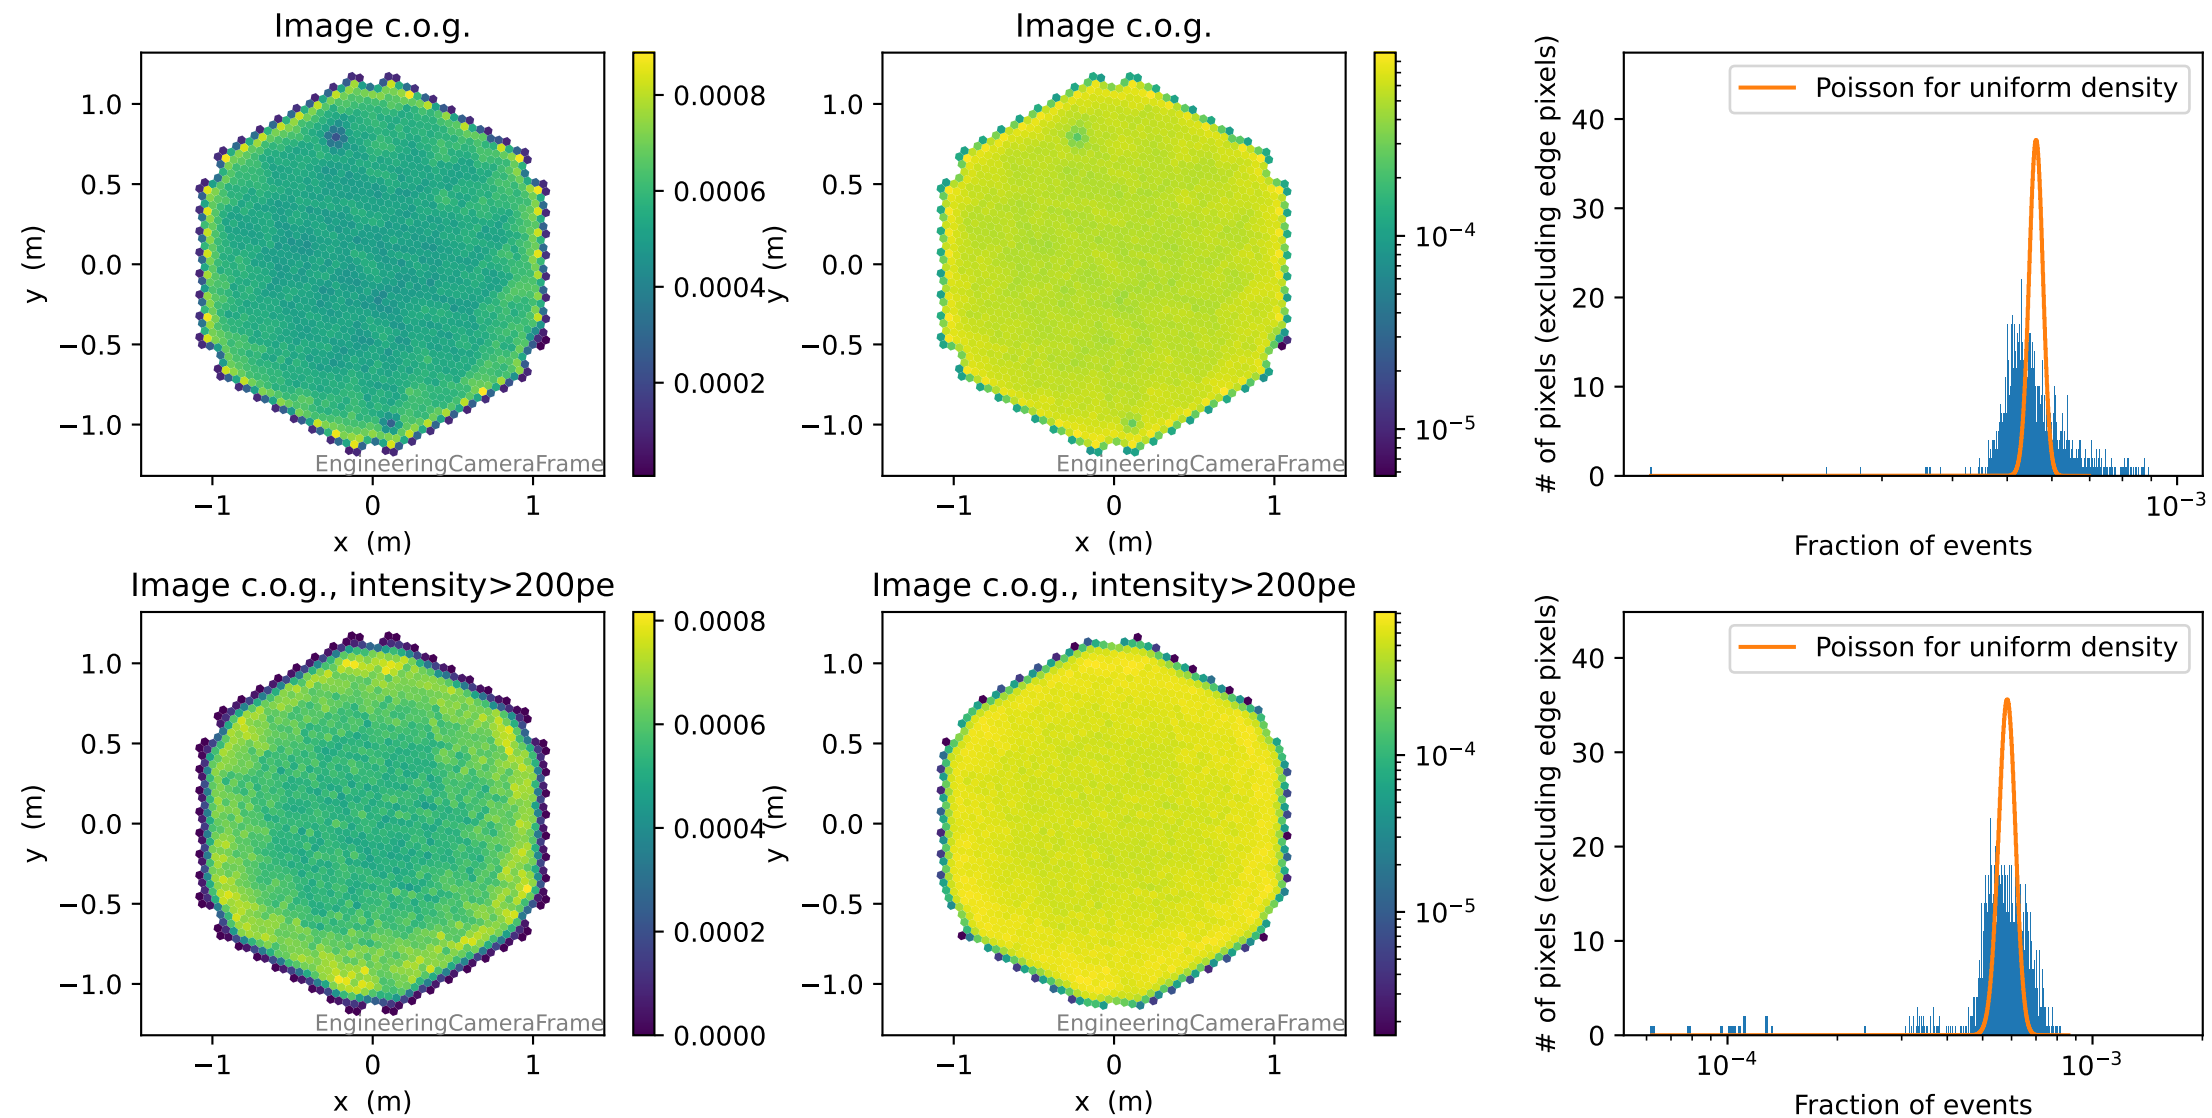 Image c.o.g.
1.0
0.5
0.0
−0.5
−1.0
y (m)
−1
0
1
x (m)
EngineeringCameraFrame
0.0008
0.0006
0.0004
0.0002
Image c.o.g.
1.0
0.5
0.0
−0.5
−1.0
y (m)
−1
0
1
x (m)
EngineeringCameraFrame
10⁻⁴
10⁻⁵
Poisson for uniform density
# of pixels (excluding edge pixels)
40
30
20
10
0
10⁻³
Fraction of events
Image c.o.g., intensity>200pe
1.0
0.5
0.0
−0.5
−1.0
y (m)
−1
0
1
x (m)
EngineeringCameraFrame
0.0008
0.0006
0.0004
0.0002
0.0000
Image c.o.g., intensity>200pe
1.0
0.5
0.0
−0.5
−1.0
y (m)
−1
0
1
x (m)
EngineeringCameraFrame
10⁻⁴
10⁻⁵
Poisson for uniform density
# of pixels (excluding edge pixels)
40
30
20
10
0
10⁻⁴
10⁻³
Fraction of events